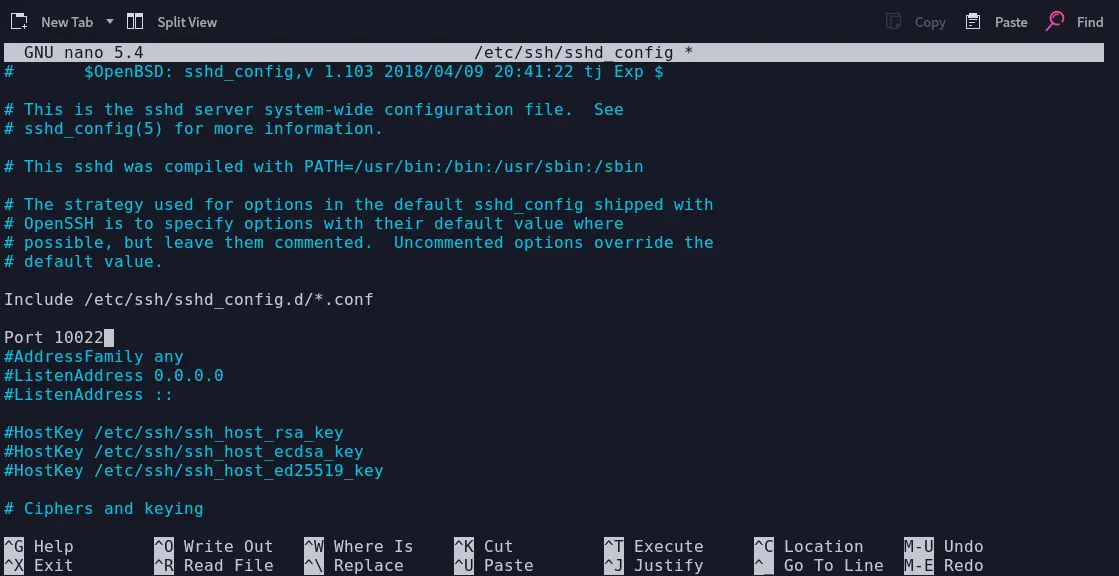 New Tab Split View Copy Paste Find
GNU nano 5.4 /etc/ssh/sshd_config *
# $OpenBSD: sshd_config,v 1.103 2018/04/09 20:41:22 tj Exp $
# This is the sshd server system-wide configuration file. See
# sshd_config(5) for more information.
# This sshd was compiled with PATH=/usr/bin:/bin:/usr/sbin:/sbin
# The strategy used for options in the default sshd_config shipped with
# OpenSSH is to specify options with their default value where
# possible, but leave them commented. Uncommented options override the
# default value.
Include /etc/ssh/sshd_config.d/*.conf
Port 10022
#AddressFamily any
#ListenAddress 0.0.0.0
#ListenAddress ::
#HostKey /etc/ssh/ssh_host_rsa_key
#HostKey /etc/ssh/ssh_host_ecdsa_key
#HostKey /etc/ssh/ssh_host_ed25519_key
# Ciphers and keying
^G Help ^O Write Out ^W Where Is ^K Cut ^T Execute ^C Location M-U Undo
^X Exit ^R Read File ^\ Replace ^U Paste ^J Justify ^_ Go To Line M-E Redo